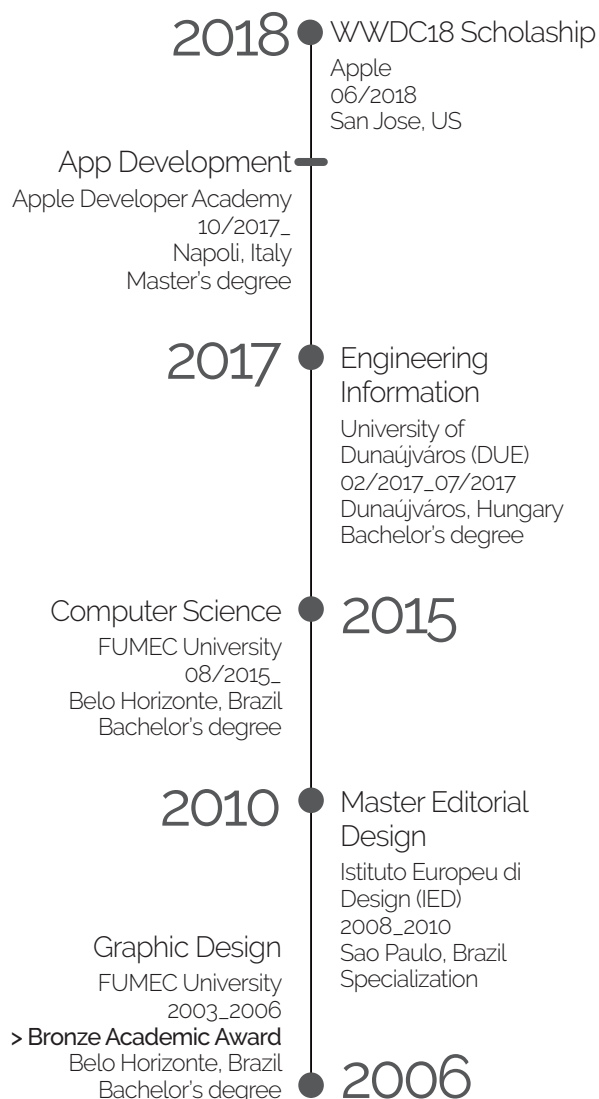 2018
WWDC18 Scholaship
Apple
06/2018
San Jose, US
App Development
Apple Developer Academy
10/2017_
Napoli, Italy
Master's degree
2017
Engineering
Information
University of
Dunaújváros (DUE)
02/2017_07/2017
Dunaújváros, Hungary
Bachelor's degree
Computer Science
FUMEC University
08/2015_
Belo Horizonte, Brazil
Bachelor's degree
2015
2010
Master Editorial
Design
Istituto Europeu di
Design (IED)
2008_2010
Sao Paulo, Brazil
Specialization
Graphic Design
FUMEC University
2003_2006
> Bronze Academic Award
Belo Horizonte, Brazil
Bachelor's degree
2006